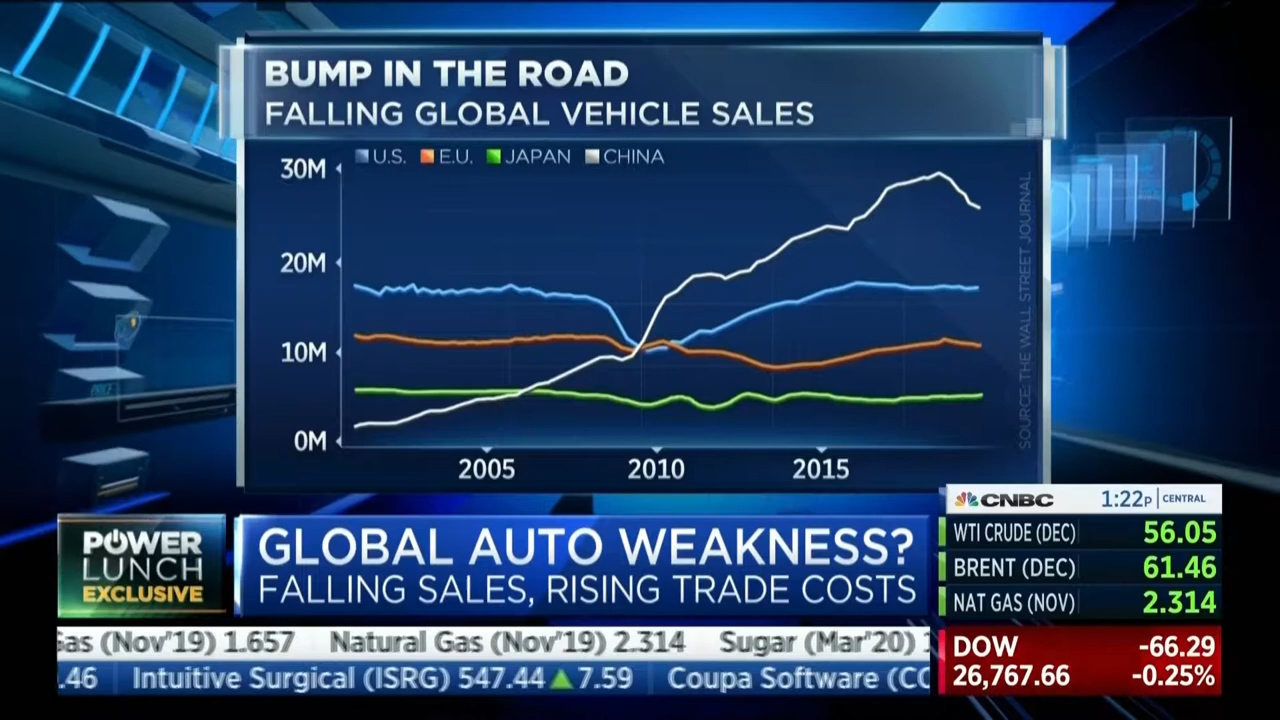 BUMP IN THE ROAD
FALLING GLOBAL VEHICLE SALES
U.S. E.U. JAPAN CHINA
30M
20M
10M
0M
2005 2010 2015
SOURCE: THE WALL STREET JOURNAL
POWER
LUNCH
EXCLUSIVE
GLOBAL AUTO WEAKNESS?
FALLING SALES, RISING TRADE COSTS
CNBC 1:22P CENTRAL
WTI CRUDE (DEC) 56.05
BRENT (DEC) 61.46
NAT GAS (NOV) 2.314
DOW -66.29
26,767.66 -0.25%
Gas (Nov'19) 1.657 Natural Gas (Nov'19) 2.314 Sugar (Mar'20)
.46 Intuitive Surgical (ISRG) 547.44 ▲7.59 Coupa Software (CO